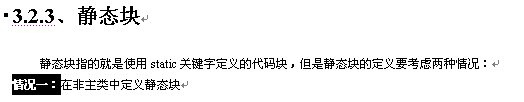 3.2.3、静态块
静态块指的就是使用 static 关键字定义的代码块，但是静态块的定义要考虑两种情况：
情况一：在非主类中定义静态块